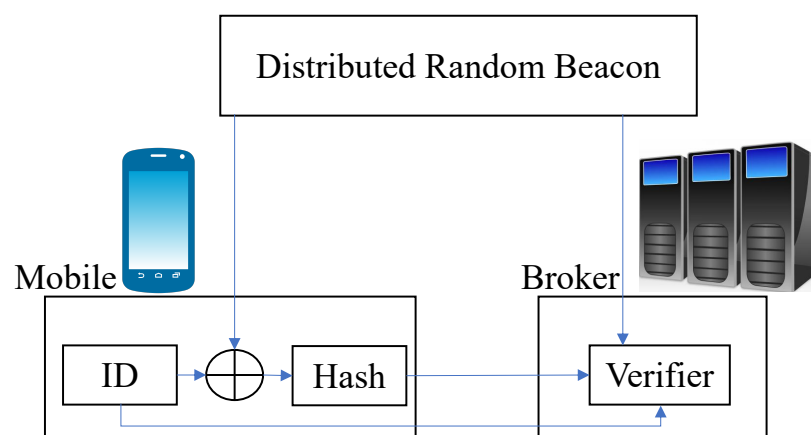 Distributed Random Beacon
Mobile
Broker
ID
Hash
Verifier